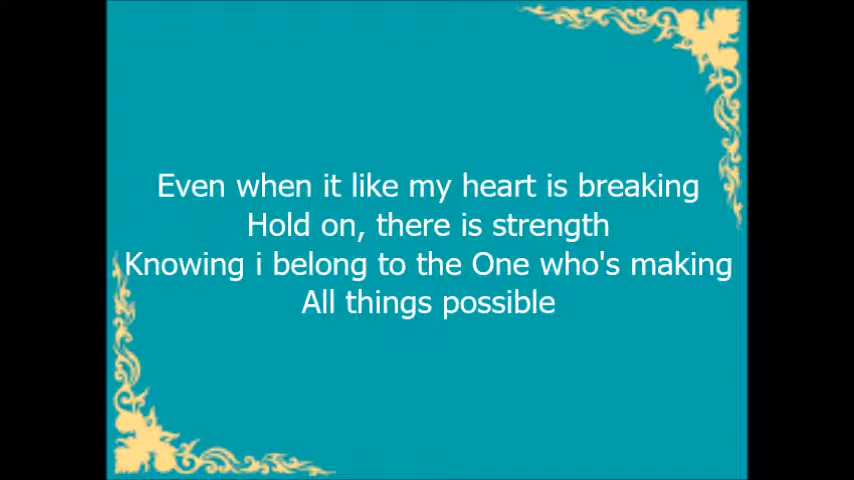 Even when it like my heart is breaking
Hold on, there is strength
Knowing i belong to the One who's making
All things possible